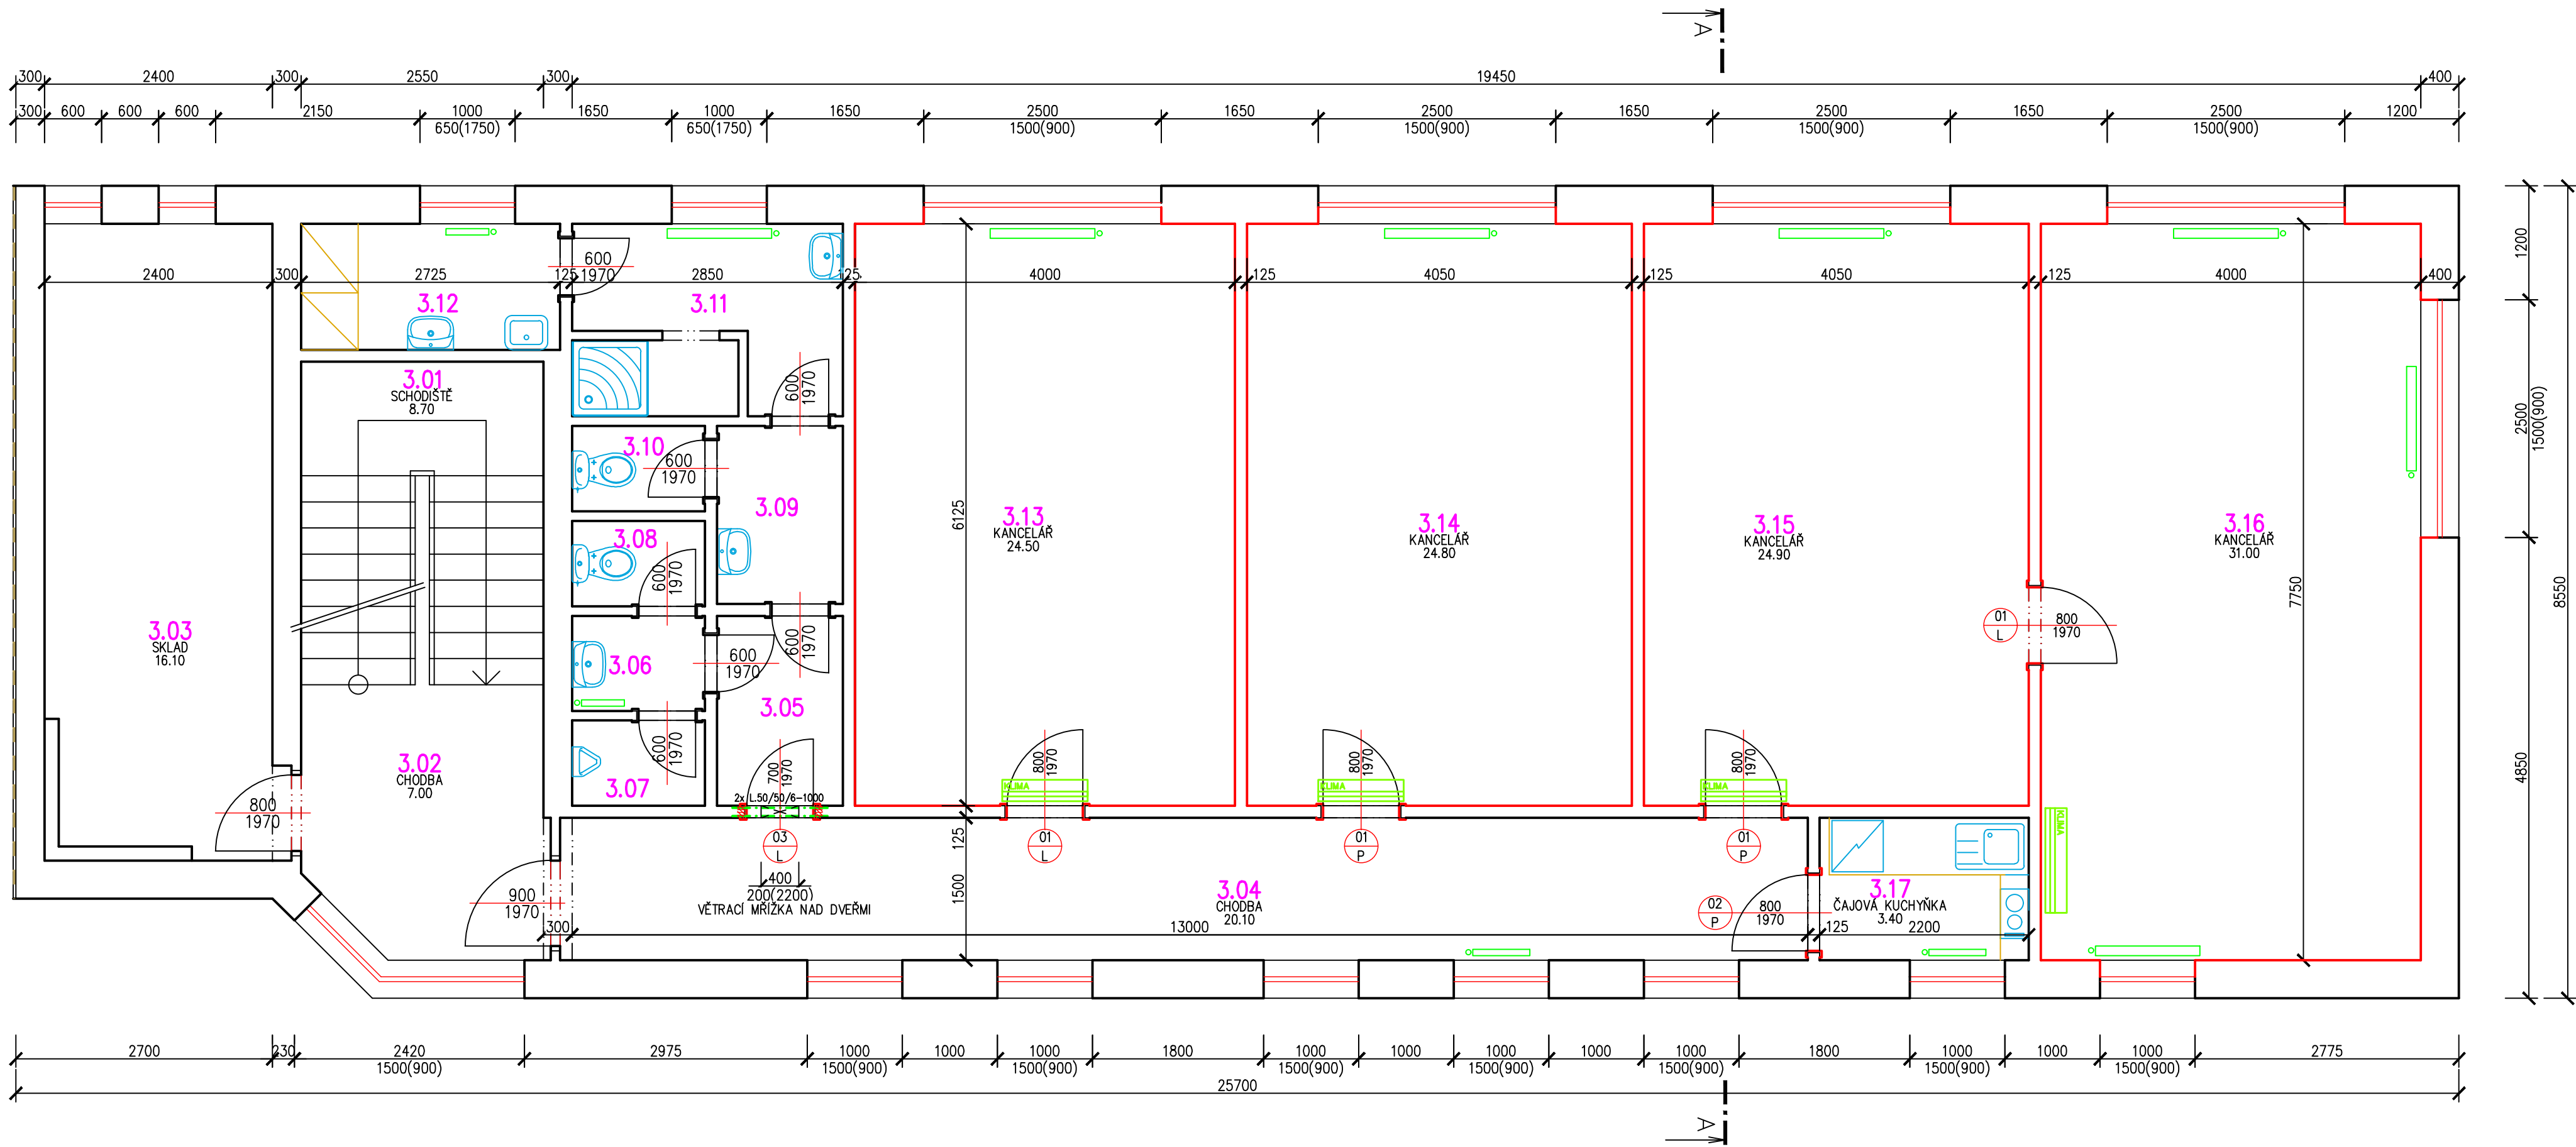 A
300 2400 300 2550 300 19450 400
300 600 600 600 2150 1000 1650 1000 1650 2500 1650 2500 1650 2500 1650 2500 1200
650(1750) 650(1750) 1500(900) 1500(900) 1500(900) 1500(900)
600
1970
2400 300 2725 125 2850 125 4000 125 4050 125 4050 125 4000 400
3.12
3.11
3.01
SCHODIŠTĚ
8.70
600
1970
3.10
600
1970
3.09
3.08
600
1970
3.13
KANCELÁŘ
24.50
6125
3.14
KANCELÁŘ
24.80
3.15
KANCELÁŘ
24.90
3.16
KANCELÁŘ
31.00
7750
1200
2500
1500(900)
4850
8550
3.03
SKLAD
16.10
3.06
600
1970
600
1970
3.05
01
L
800
1970
3.02
CHODBA
7.00
600
1970
3.07
700
1970
2x L.50/50/6-1000
800
1970
KLIMA
800
1970
KLIMA
800
1970
KLIMA
KLIMA
800
1970
03
L
01
L
01
P
01
P
125
1500
400
200(2200)
VĚTRACÍ MŘÍŽKA NAD DVEŘMI
900
1970
3.04
CHODBA
20.10
02
P
800
1970
3.17
ČAJOVÁ KUCHYŇKA
3.40
300 13000 125 2200
2700 230 2420 2975 1000 1000 1000 1800 1000 1000 1000 1000 1000 1800 1000 1000 1000 2775
1500(900) 1500(900) 1500(900) 1500(900) 1500(900) 1500(900) 1500(900) 1500(900)
25700
A